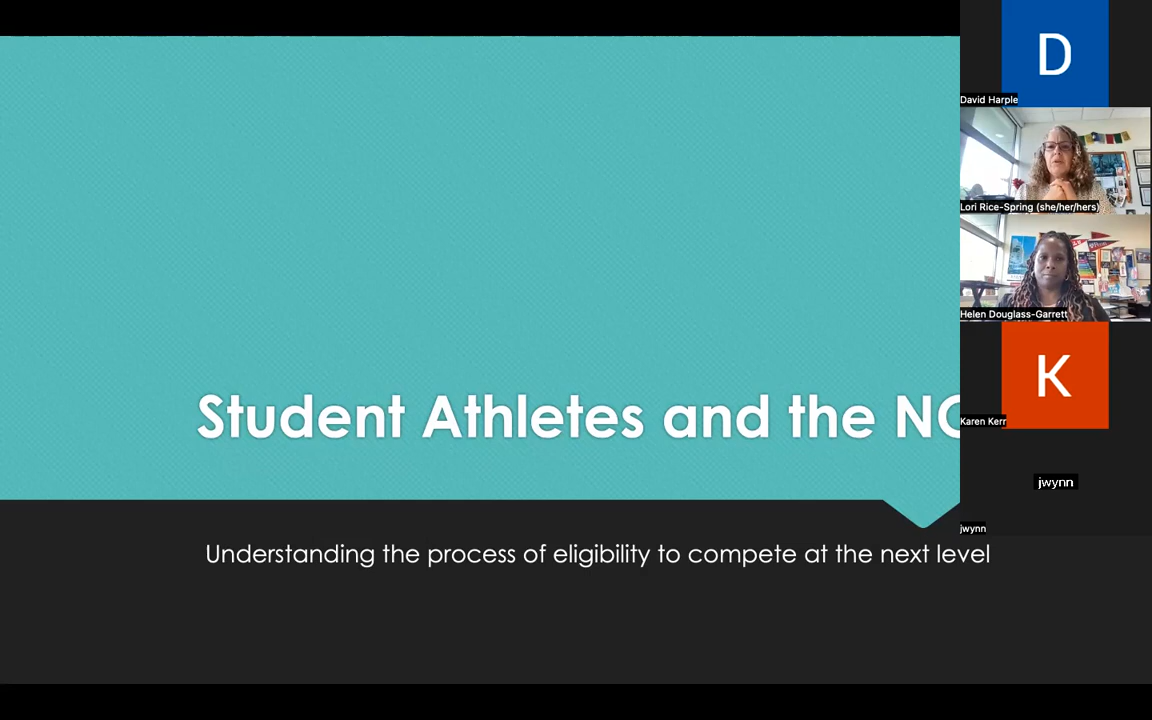 D
David Harple
Lori Rice-Spring (she/her/hers)
Helen Douglass-Garrett
Student Athletes and the
K
Karen Kerr
jwynn
jwynn
Understanding the process of eligibility to compete at the next level